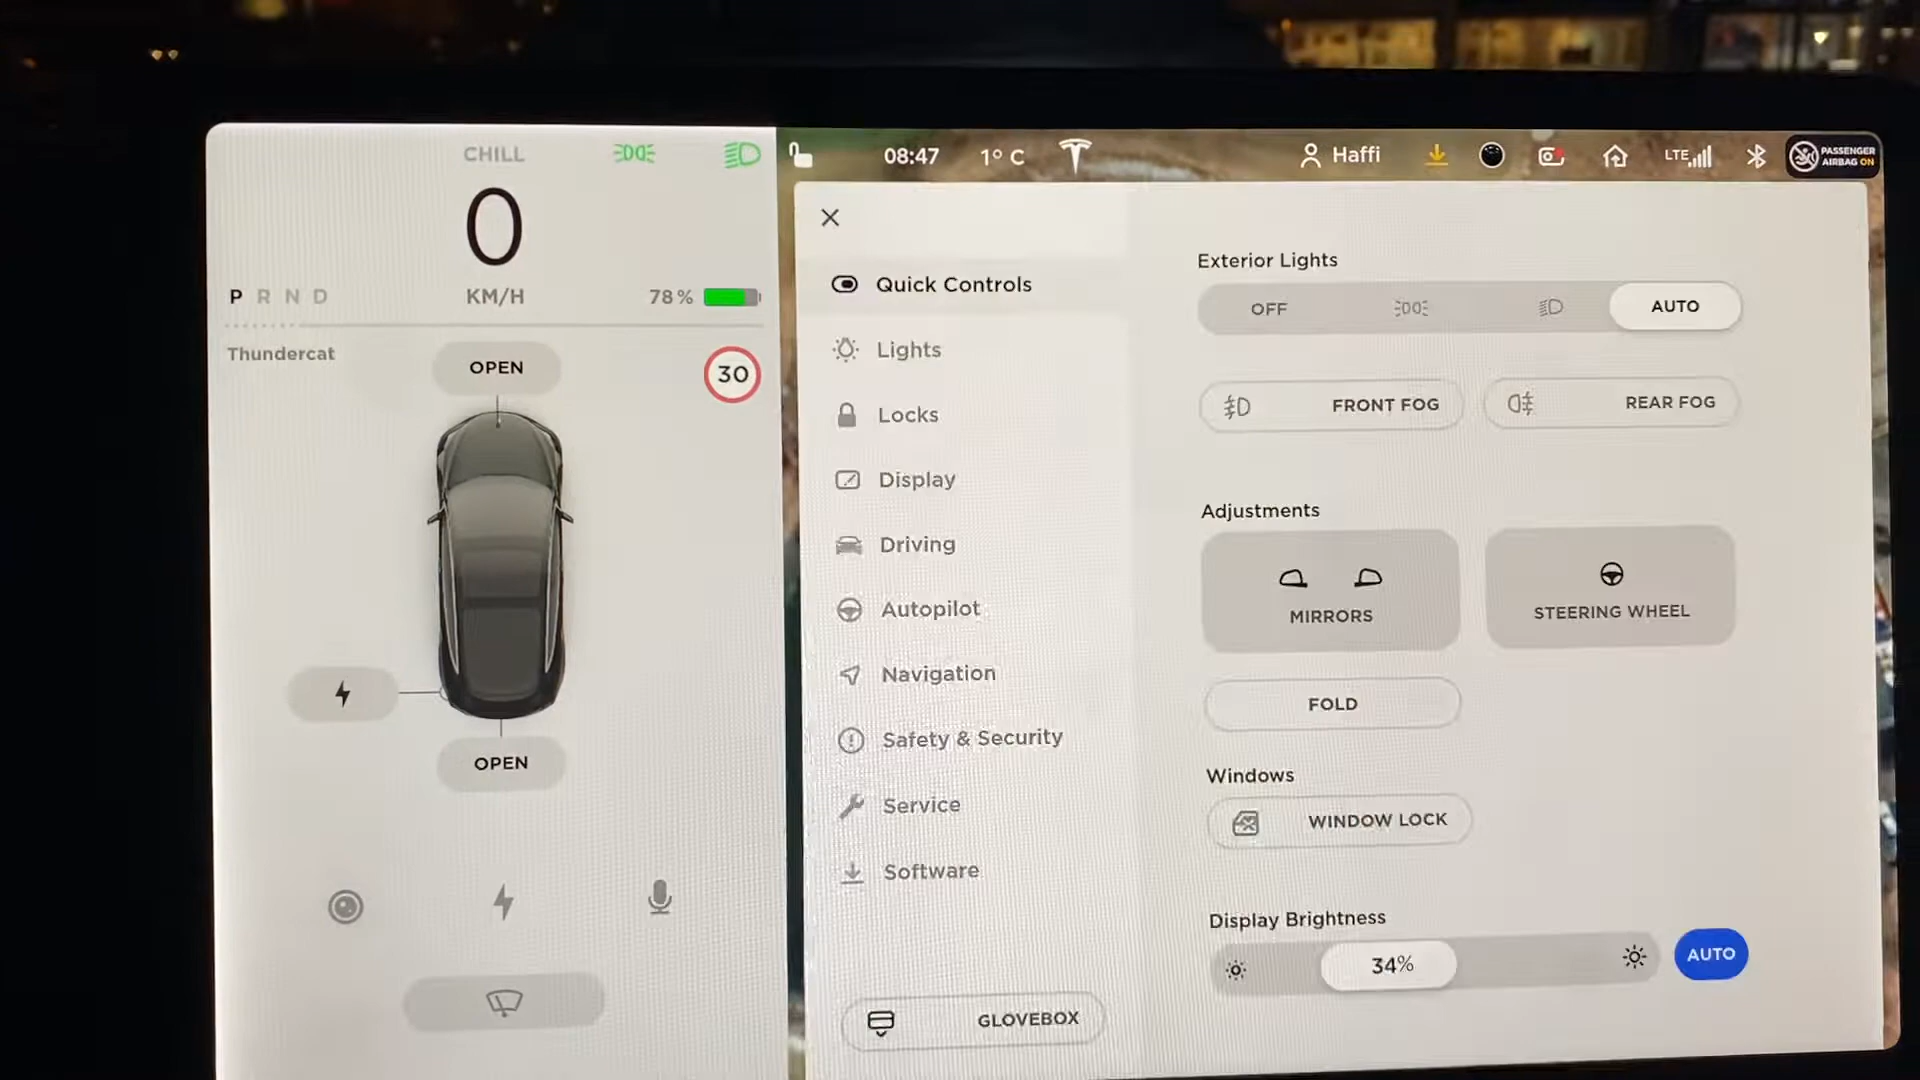 CHILL
0
KM/H
P R N D
78 %
Thundercat
30
OPEN
OPEN
08:47
1° C
Haffi
LTE
PASSENGER
AIRBAG ON
Quick Controls
Lights
Locks
Display
Driving
Autopilot
Navigation
Safety & Security
Service
Software
GLOVEBOX
Exterior Lights
OFF
AUTO
FRONT FOG
REAR FOG
Adjustments
MIRRORS
STEERING WHEEL
FOLD
Windows
WINDOW LOCK
Display Brightness
34%
AUTO